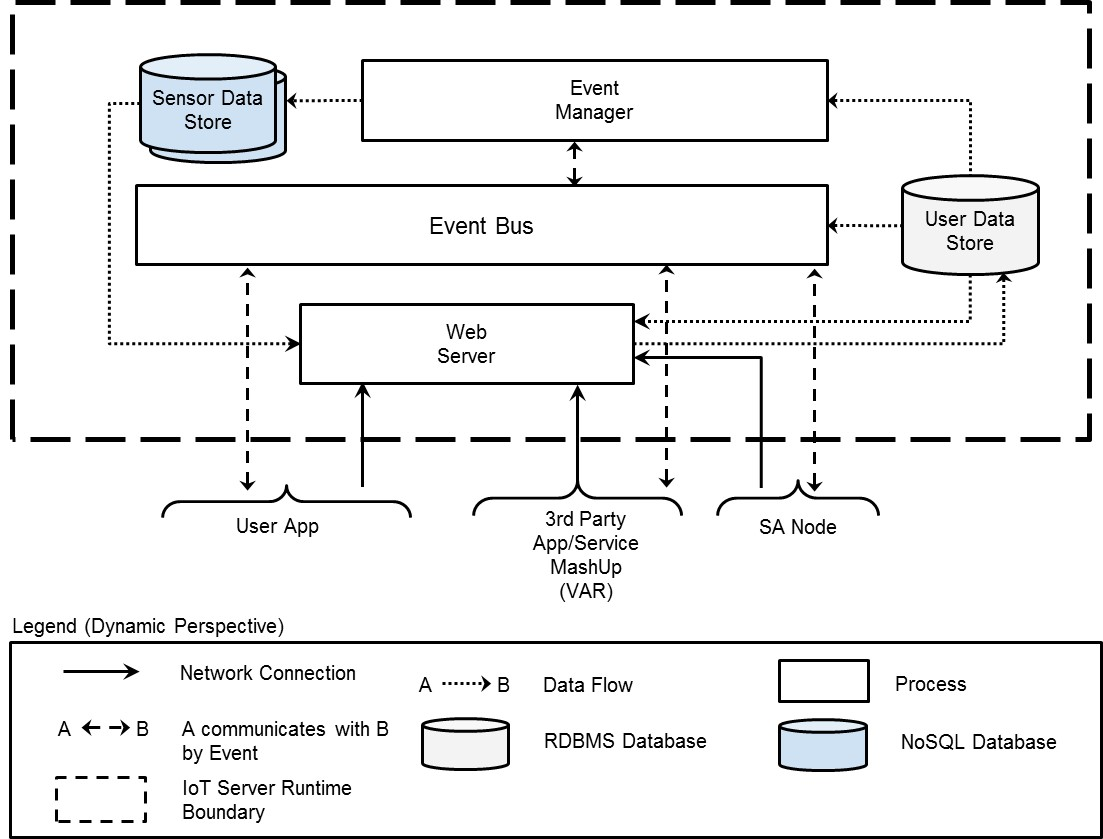 Sensor Data
Store
Event
Manager
Event Bus
User Data
Store
Web
Server
User App
3rd Party
App/Service
MashUp
(VAR)
SA Node
Legend (Dynamic Perspective)
Network Connection
A B Data Flow
Process
A B A communicates with B
by Event
RDBMS Database
NoSQL Database
IoT Server Runtime
Boundary